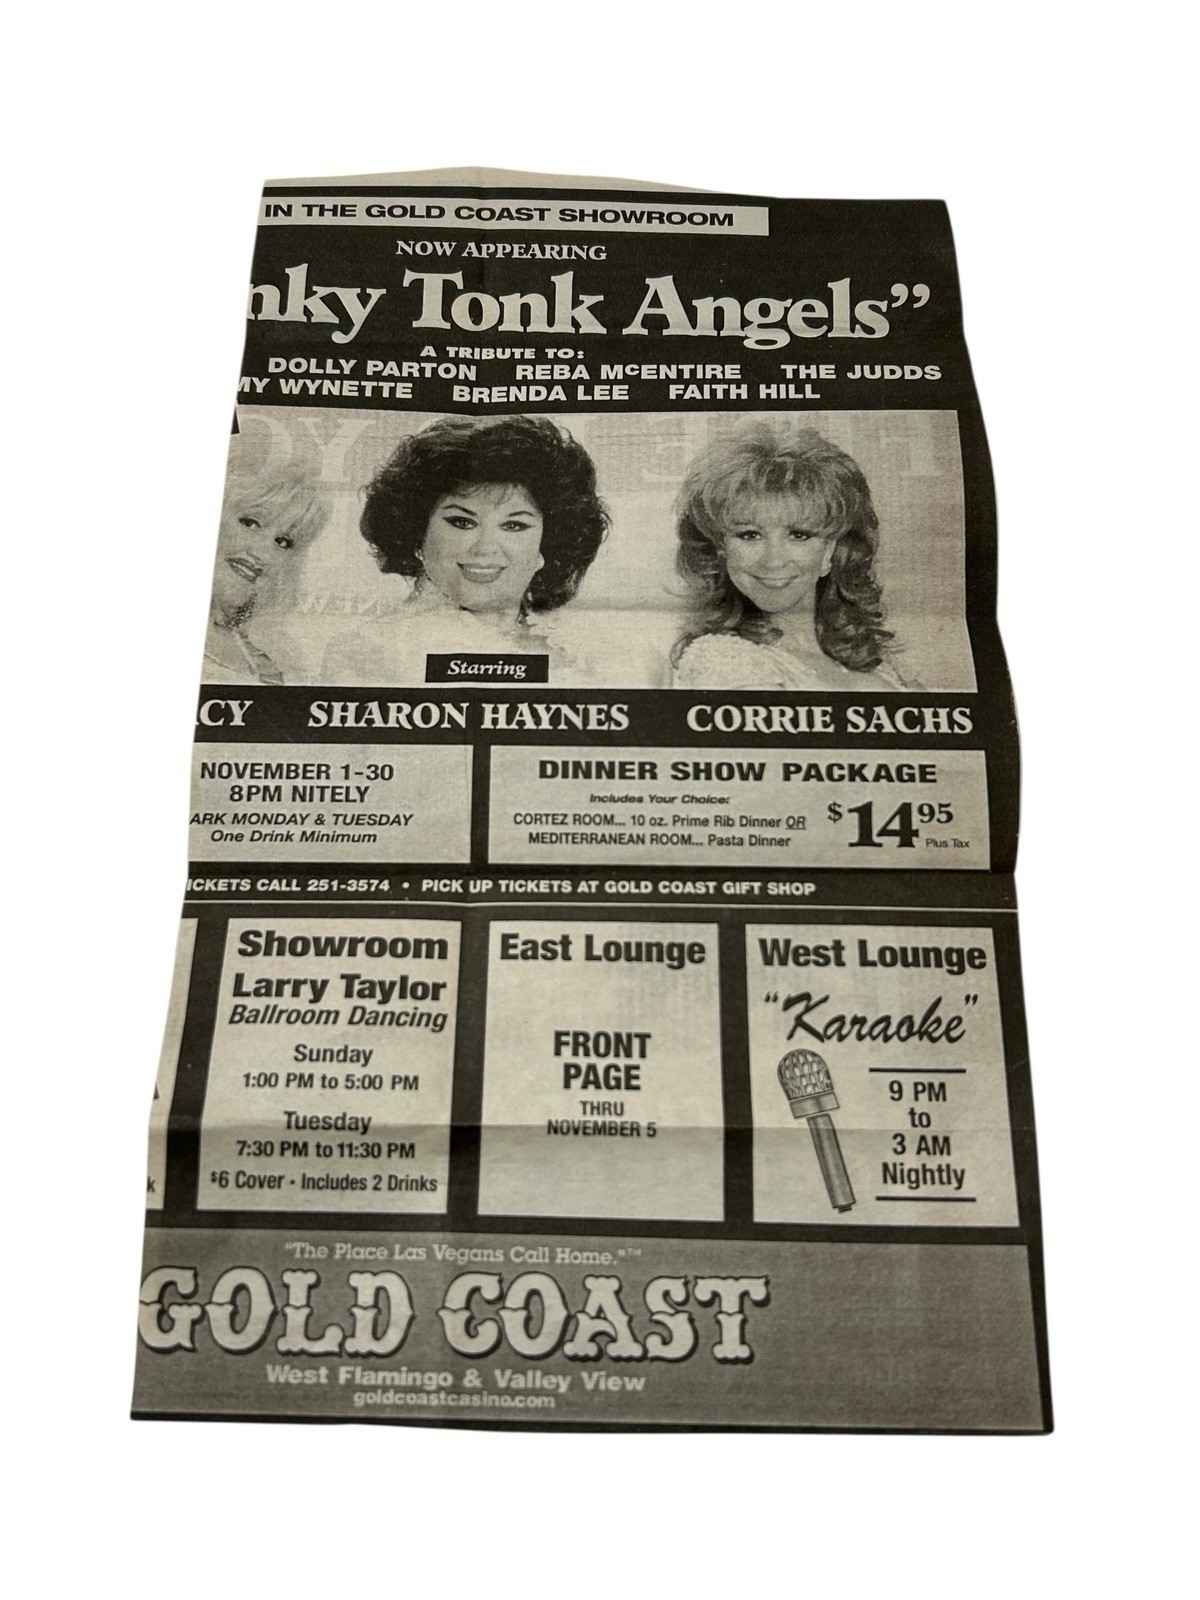 IN THE GOLD COAST SHOWROOM
NOW APPEARING
nky Tonk Angels”
A TRIBUTE TO:
DOLLY PARTON REBA McENTIRE THE JUDDS
MY WYNETTE BRENDA LEE FAITH HILL
Starring
CY SHARON HAYNES CORRIE SACHS
NOVEMBER 1-30
8PM NITELY
ARK MONDAY & TUESDAY
One Drink Minimum
DINNER SHOW PACKAGE
Includes Your Choice:
CORTEZ ROOM... 10 oz. Prime Rib Dinner OR
MEDITERRANEAN ROOM... Pasta Dinner
$14.95
Plus Tax
ICKETS CALL 251-3574 • PICK UP TICKETS AT GOLD COAST GIFT SHOP
k
Showroom
Larry Taylor
Ballroom Dancing
Sunday
1:00 PM to 5:00 PM
Tuesday
7:30 PM to 11:30 PM
$6 Cover • Includes 2 Drinks
East Lounge
FRONT
PAGE
THRU
NOVEMBER 5
West Lounge
“Karaoke”
9 PM
to
3 AM
Nightly
“The Place Las Vegans Call Home.”™
GOLD COAST
West Flamingo & Valley View
goldcoastcasino.com